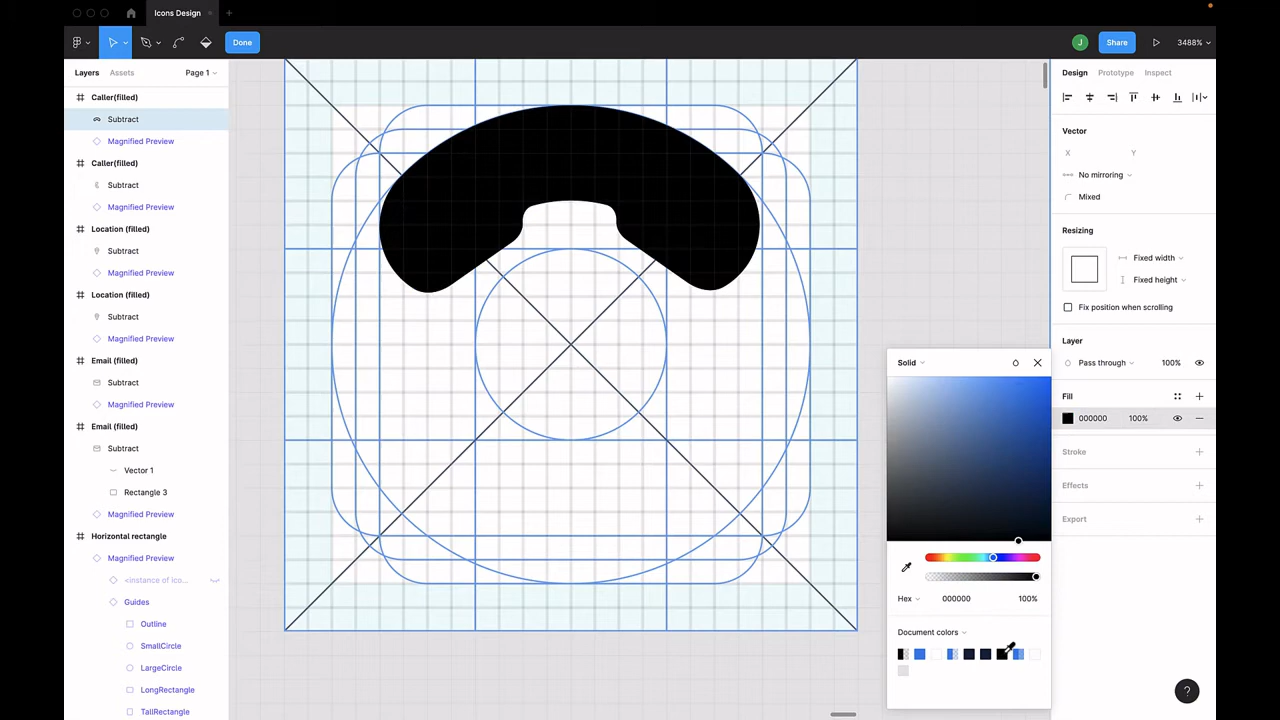 Icons Design
Done
J
Share
3488%
Layers
Assets
Page 1
Caller(filled)
Subtract
Magnified Preview
Caller(filled)
Subtract
Magnified Preview
Location (filled)
Subtract
Magnified Preview
Location (filled)
Subtract
Magnified Preview
Email (filled)
Subtract
Magnified Preview
Email (filled)
Subtract
Vector 1
Rectangle 3
Magnified Preview
Horizontal rectangle
Magnified Preview
<instance of Ico...
Guides
Outline
SmallCircle
LargeCircle
LongRectangle
TallRectangle
Design
Prototype
Inspect
Vector
X
Y
No mirroring
Mixed
Resizing
Fixed width
Fixed height
Fix position when scrolling
Layer
Pass through
100%
Fill
000000
100%
Stroke
Effects
Export
Solid
Hex
000000
100%
Document colors
?